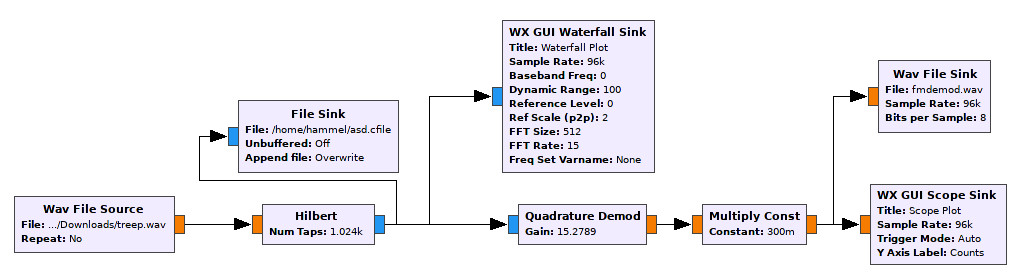 WX GUI Waterfall Sink
Title: Waterfall Plot
Sample Rate: 96k
Baseband Freq: 0
Dynamic Range: 100
Reference Level: 0
Ref Scale (p2p): 2
FFT Size: 512
FFT Rate: 15
Freq Set Varname: None
Wav File Sink
File: fmdemod.wav
Sample Rate: 96k
Bits per Sample: 8
File Sink
File: /home/hammel/asd.cfile
Unbuffered: Off
Append file: Overwrite
Wav File Source
File: .../Downloads/treep.wav
Repeat: No
Hilbert
Num Taps: 1.024k
Quadrature Demod
Gain: 15.2789
Multiply Const
Constant: 300m
WX GUI Scope Sink
Title: Scope Plot
Sample Rate: 96k
Trigger Mode: Auto
Y Axis Label: Counts